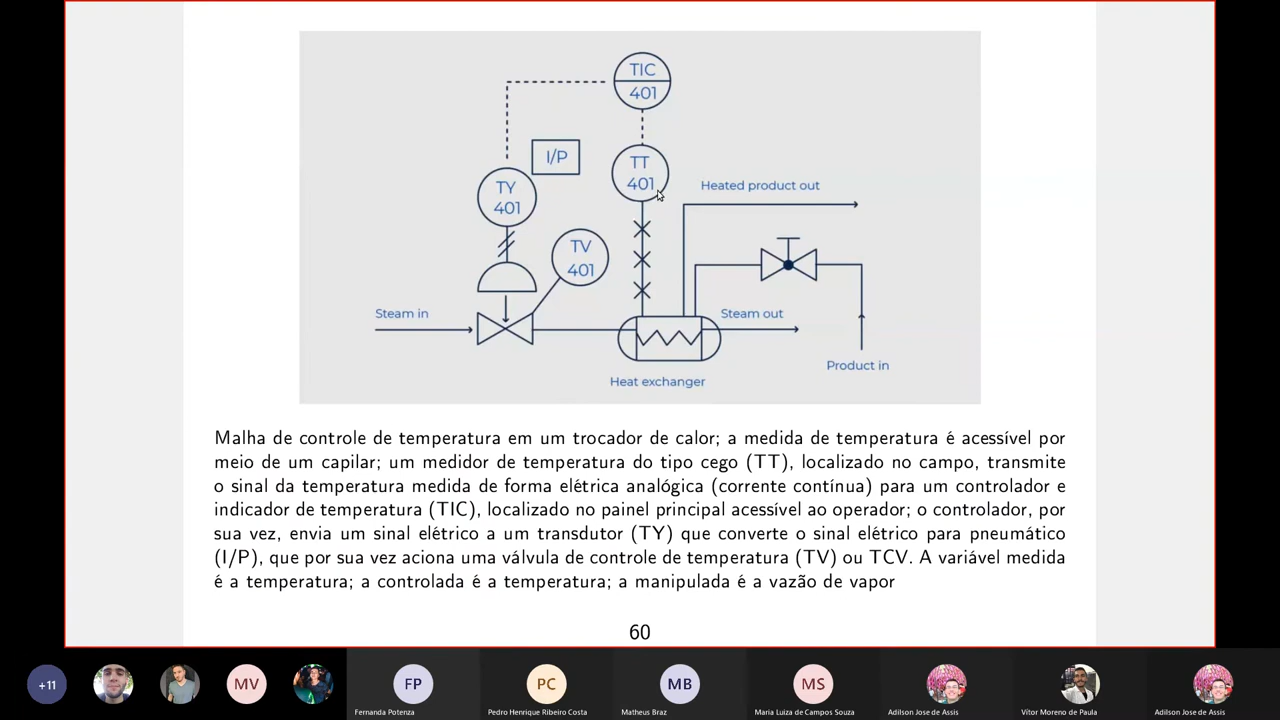 TIC
401
I/P
TT
401
Heated product out
TY
401
TV
401
Steam in
Steam out
Product in
Heat exchanger
Malha de controle de temperatura em um trocador de calor; a medida de temperatura é acessível por
meio de um capilar; um medidor de temperatura do tipo cego (TT), localizado no campo, transmite
o sinal da temperatura medida de forma elétrica analógica (corrente contínua) para um controlador e
indicador de temperatura (TIC), localizado no painel principal acessível ao operador; o controlador, por
sua vez, envia um sinal elétrico a um transdutor (TY) que converte o sinal elétrico para pneumático
(I/P), que por sua vez aciona uma válvula de controle de temperatura (TV) ou TCV. A variável medida
é a temperatura; a controlada é a temperatura; a manipulada é a vazão de vapor
60
+11
MV
FP
PC
MB
MS
Fernanda Potenza
Pedro Henrique Ribeiro Costa
Matheus Braz
Maria Luiza de Campos Souza
Adilson Jose de Assis
Vítor Moreno de Paula
Adilson Jose de Assis